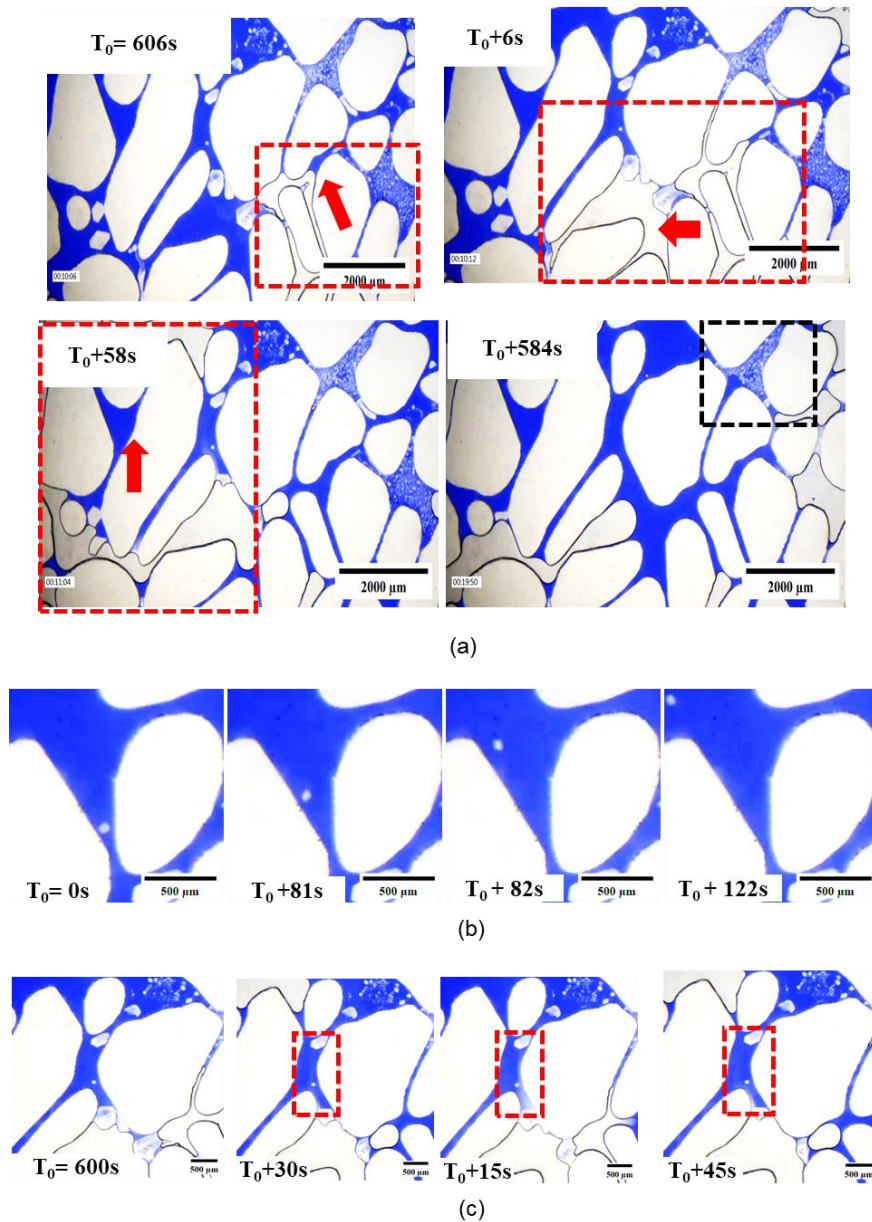 T0= 606s
T0+6s
00:10:06
2000 µm
00:10:12
2000 µm
T0+58s
T0+584s
00:11:04
2000 µm
00:19:50
2000 µm
(a)
T0= 0s
500 µm
T0 +81s
500 µm
T0 + 82s
500 µm
T0 + 122s
500 µm
(b)
T0= 600s
500 µm
T0+30s
500 µm
T0+15s
500 µm
T0+45s
500 µm
(c)